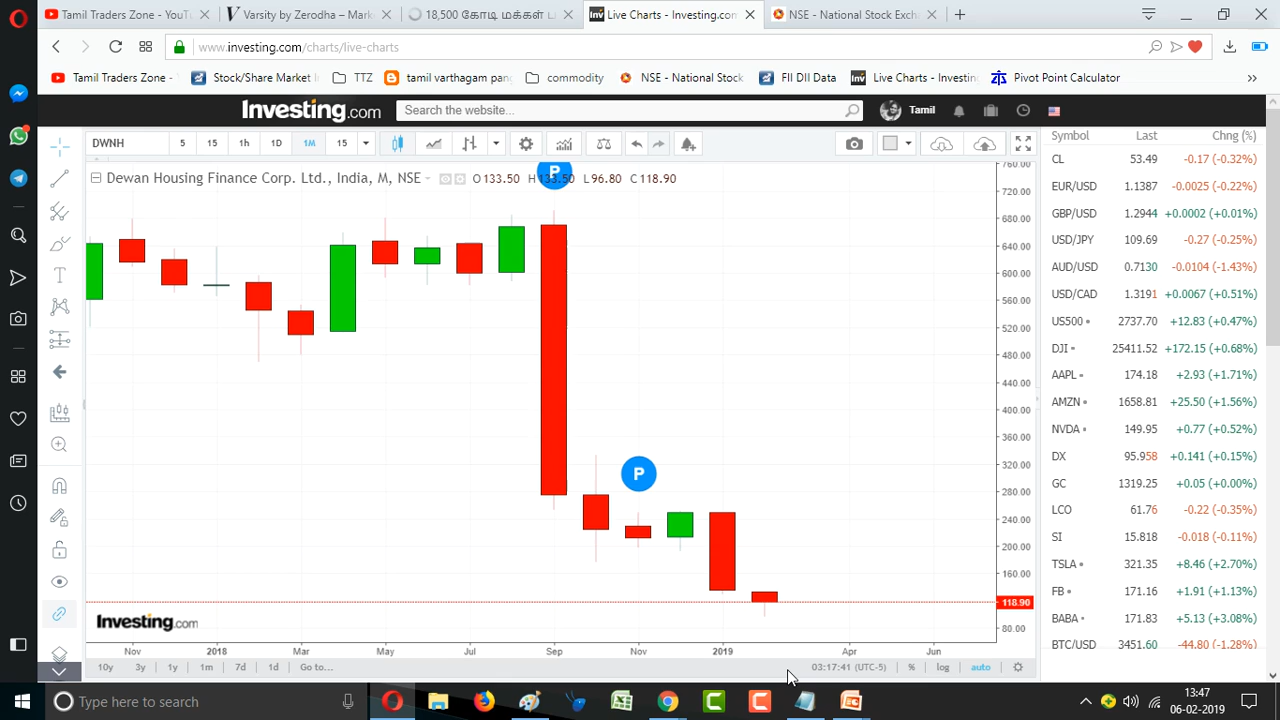 Tamil Traders Zone - YouT
Varsity by Zerodha – Mark
18,500 கோடி மக்கள் ப
Live Charts - Investing.com
NSE - National Stock Exch
www.investing.com/charts/live-charts
Tamil Traders Zone -
Stock/Share Market I
TTZ
tamil varthagam pan
commodity
NSE - National Stock
FII DII Data
Live Charts - Investin
Pivot Point Calculator
Investing.com
Search the website...
Tamil
DWNH
5
15
1h
1D
1M
15
Dewan Housing Finance Corp. Ltd., India, M, NSE
O133.50 H133.50 L96.80 C118.90
P
P
760.00
720.00
680.00
640.00
600.00
560.00
520.00
480.00
440.00
400.00
360.00
320.00
280.00
240.00
200.00
160.00
118.90
80.00
Investing.com
Nov 2018 Mar May Jul Sep Nov 2019 Apr Jun
10y 3y 1y 1m 7d 1d Go to...
03:17:41 (UTC-5) % log auto
Symbol Last Chng (%)
CL 53.49 -0.17 (-0.32%)
EUR/USD 1.1387 -0.0025 (-0.22%)
GBP/USD 1.2944 +0.0002 (+0.01%)
USD/JPY 109.69 -0.27 (-0.25%)
AUD/USD 0.7130 -0.0104 (-1.43%)
USD/CAD 1.3191 +0.0067 (+0.51%)
US500 2737.70 +12.83 (+0.47%)
DJI 25411.52 +172.15 (+0.68%)
AAPL 174.18 +2.93 (+1.71%)
AMZN 1658.81 +25.50 (+1.56%)
NVDA 149.95 +0.77 (+0.52%)
DX 95.958 +0.141 (+0.15%)
GC 1319.25 +0.05 (+0.00%)
LCO 61.76 -0.22 (-0.35%)
SI 15.818 -0.018 (-0.11%)
TSLA 321.35 +8.46 (+2.70%)
FB 171.16 +1.91 (+1.13%)
BABA 171.83 +5.13 (+3.08%)
BTC/USD 3451.60 -44.80 (-1.28%)
Type here to search
13:47
06-02-2019